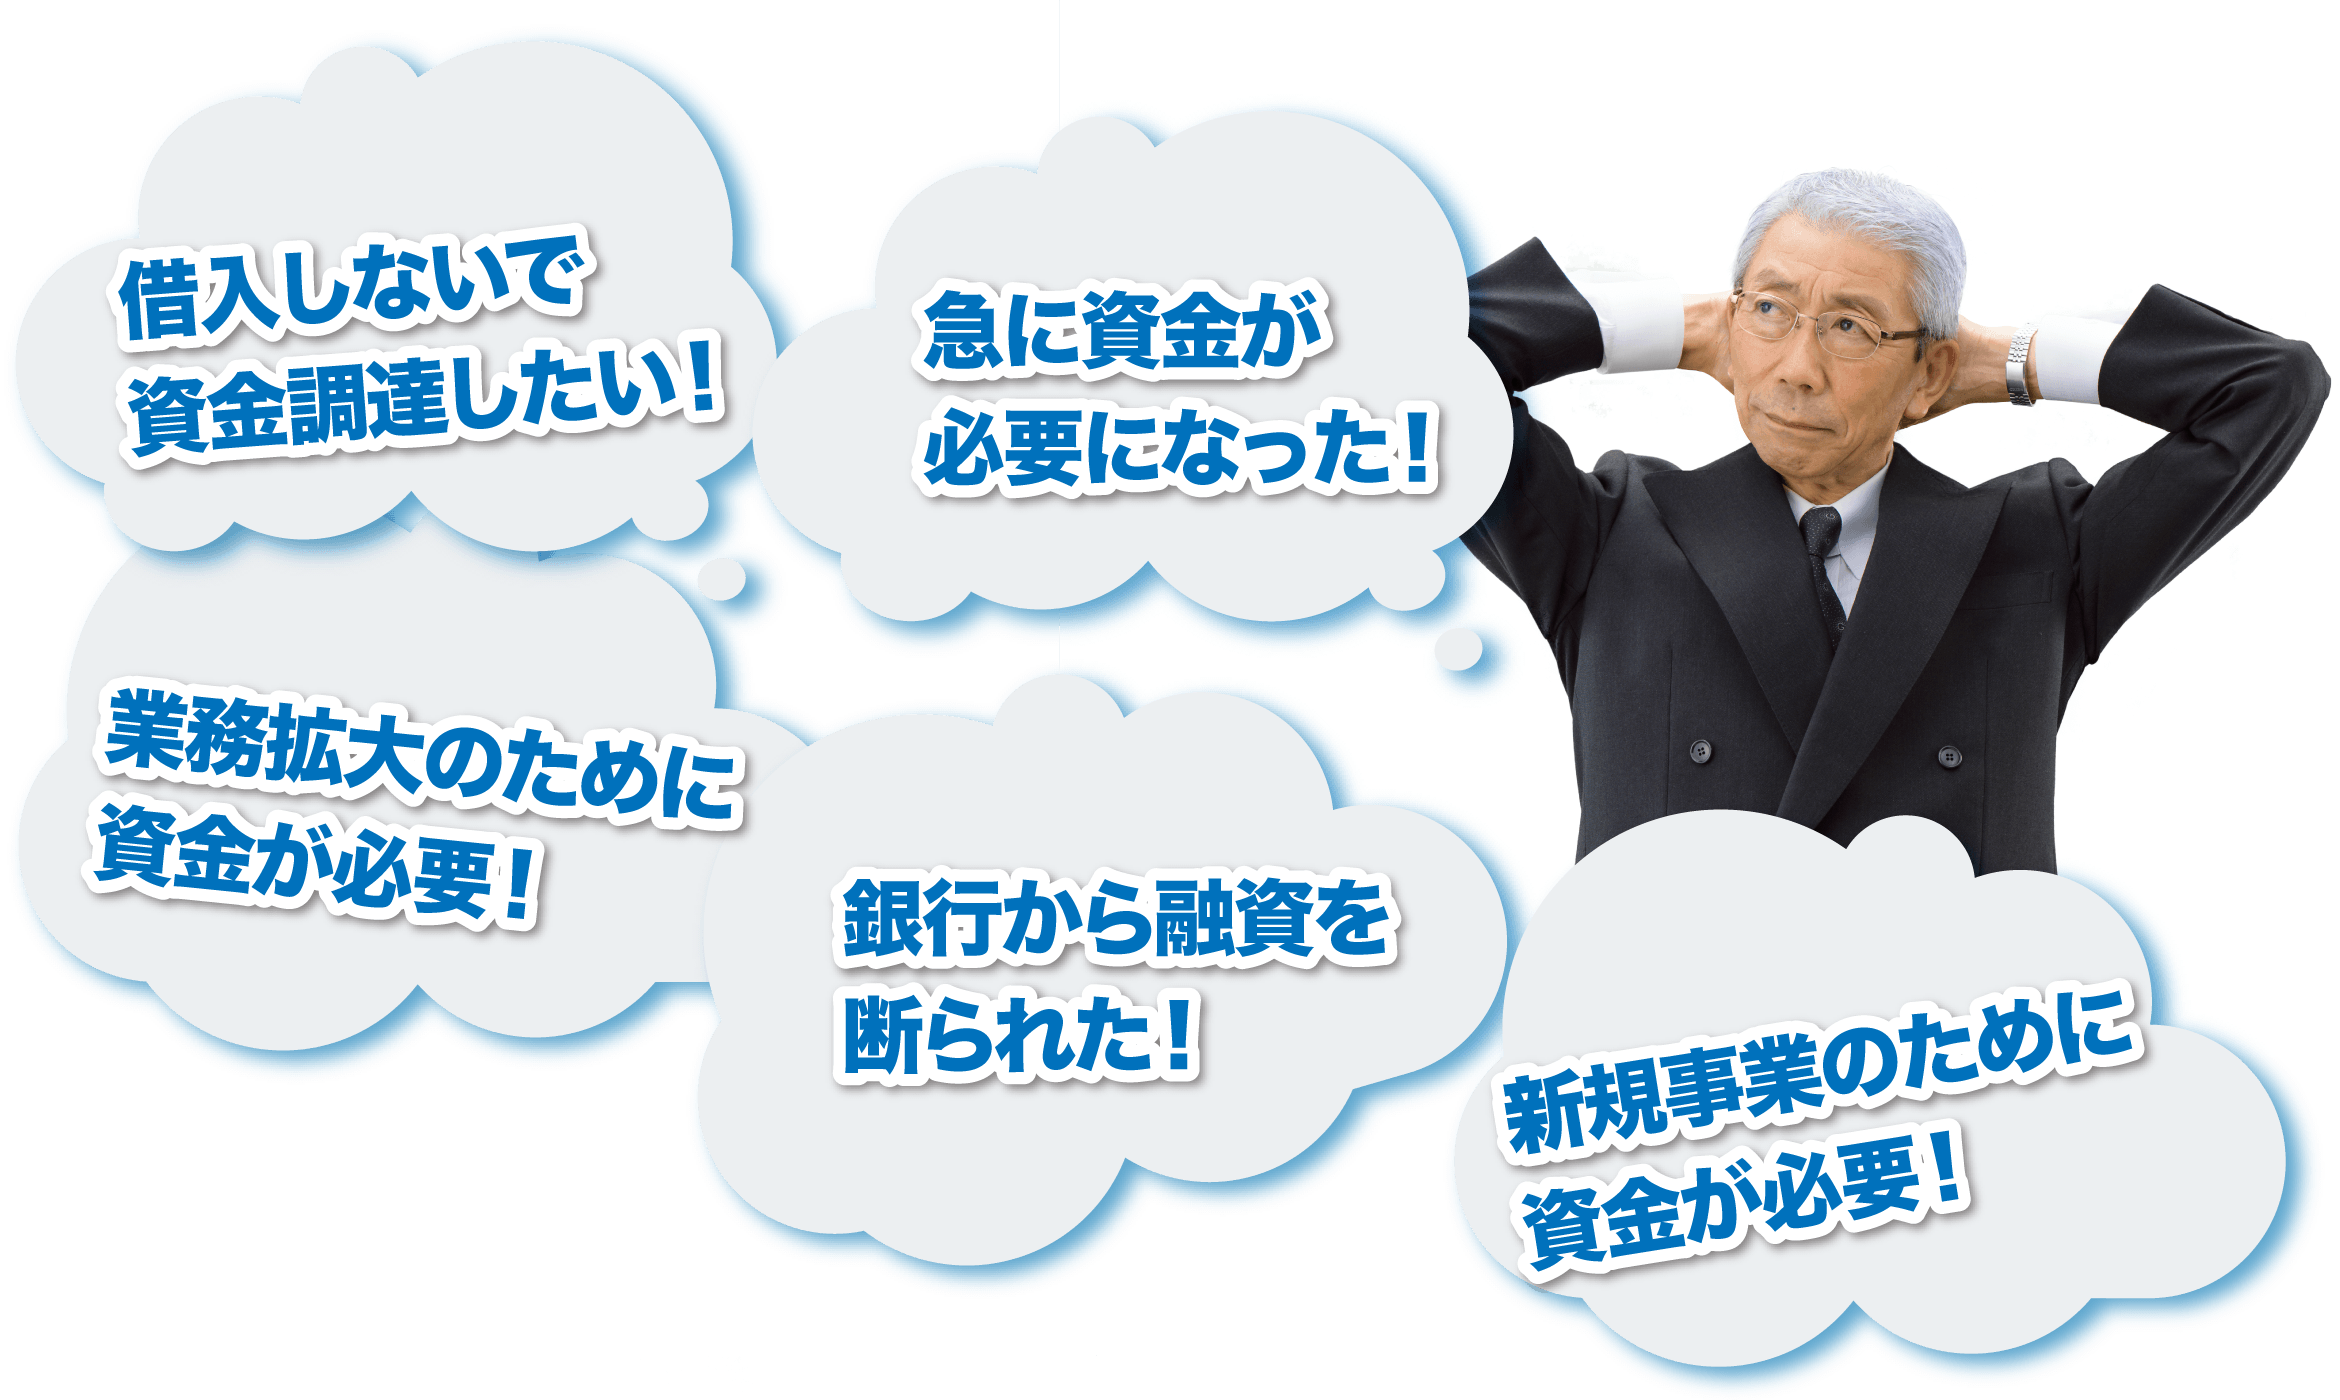 借入しないで
資金調達したい！
急に資金が
必要になった！
業務拡大のために
資金が必要！
銀行から融資を
断られた！
新規事業のために
資金が必要！